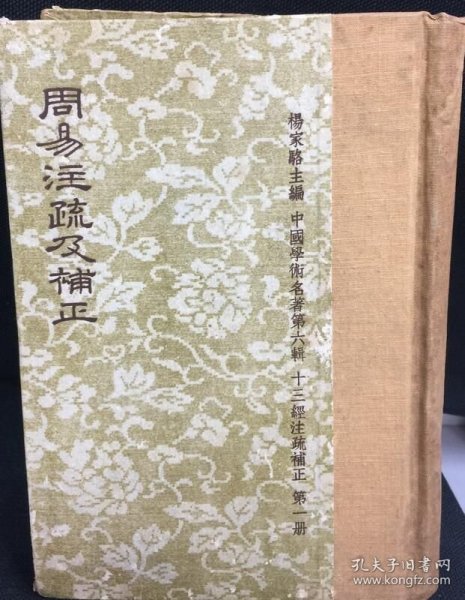 周易注疏及補正
楊家駱主編 中國學術名著第六輯 十三經注疏補正 第一册
孔夫子旧书网
www.kongfz.com